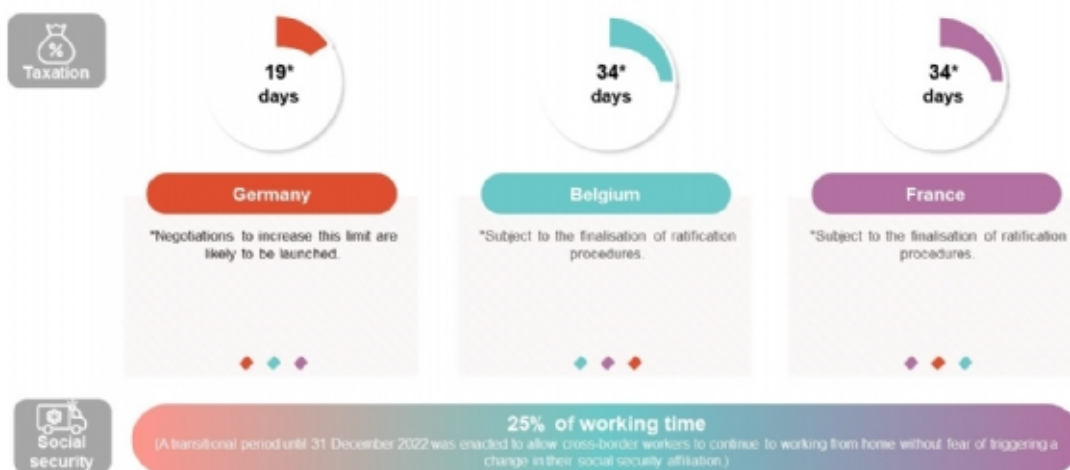 %
Taxation
19*
days
34*
days
34*
days
Germany
*Negotiations to increase this limit are
likely to be launched.
Belgium
*Subject to the finalisation of ratification
procedures.
France
*Subject to the finalisation of ratification
procedures.
Social
security
25% of working time
(A transitional period until 31 December 2022 was enacted to allow cross-border workers to continue to working from home without fear of triggering a
change in their social security affiliation.)